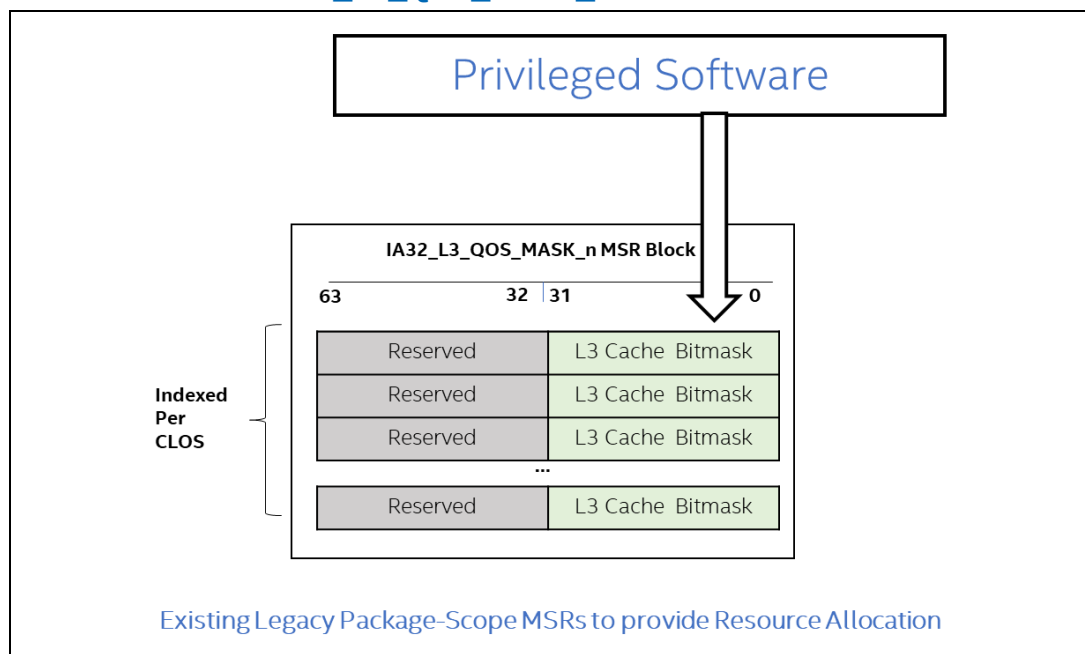 Privileged Software
IA32_L3_QOS_MASK_n MSR Block
63 32 31 0
Reserved L3 Cache Bitmask
Reserved L3 Cache Bitmask
Reserved L3 Cache Bitmask
...
Reserved L3 Cache Bitmask
Indexed
Per
CLOS
Existing Legacy Package-Scope MSRs to provide Resource Allocation